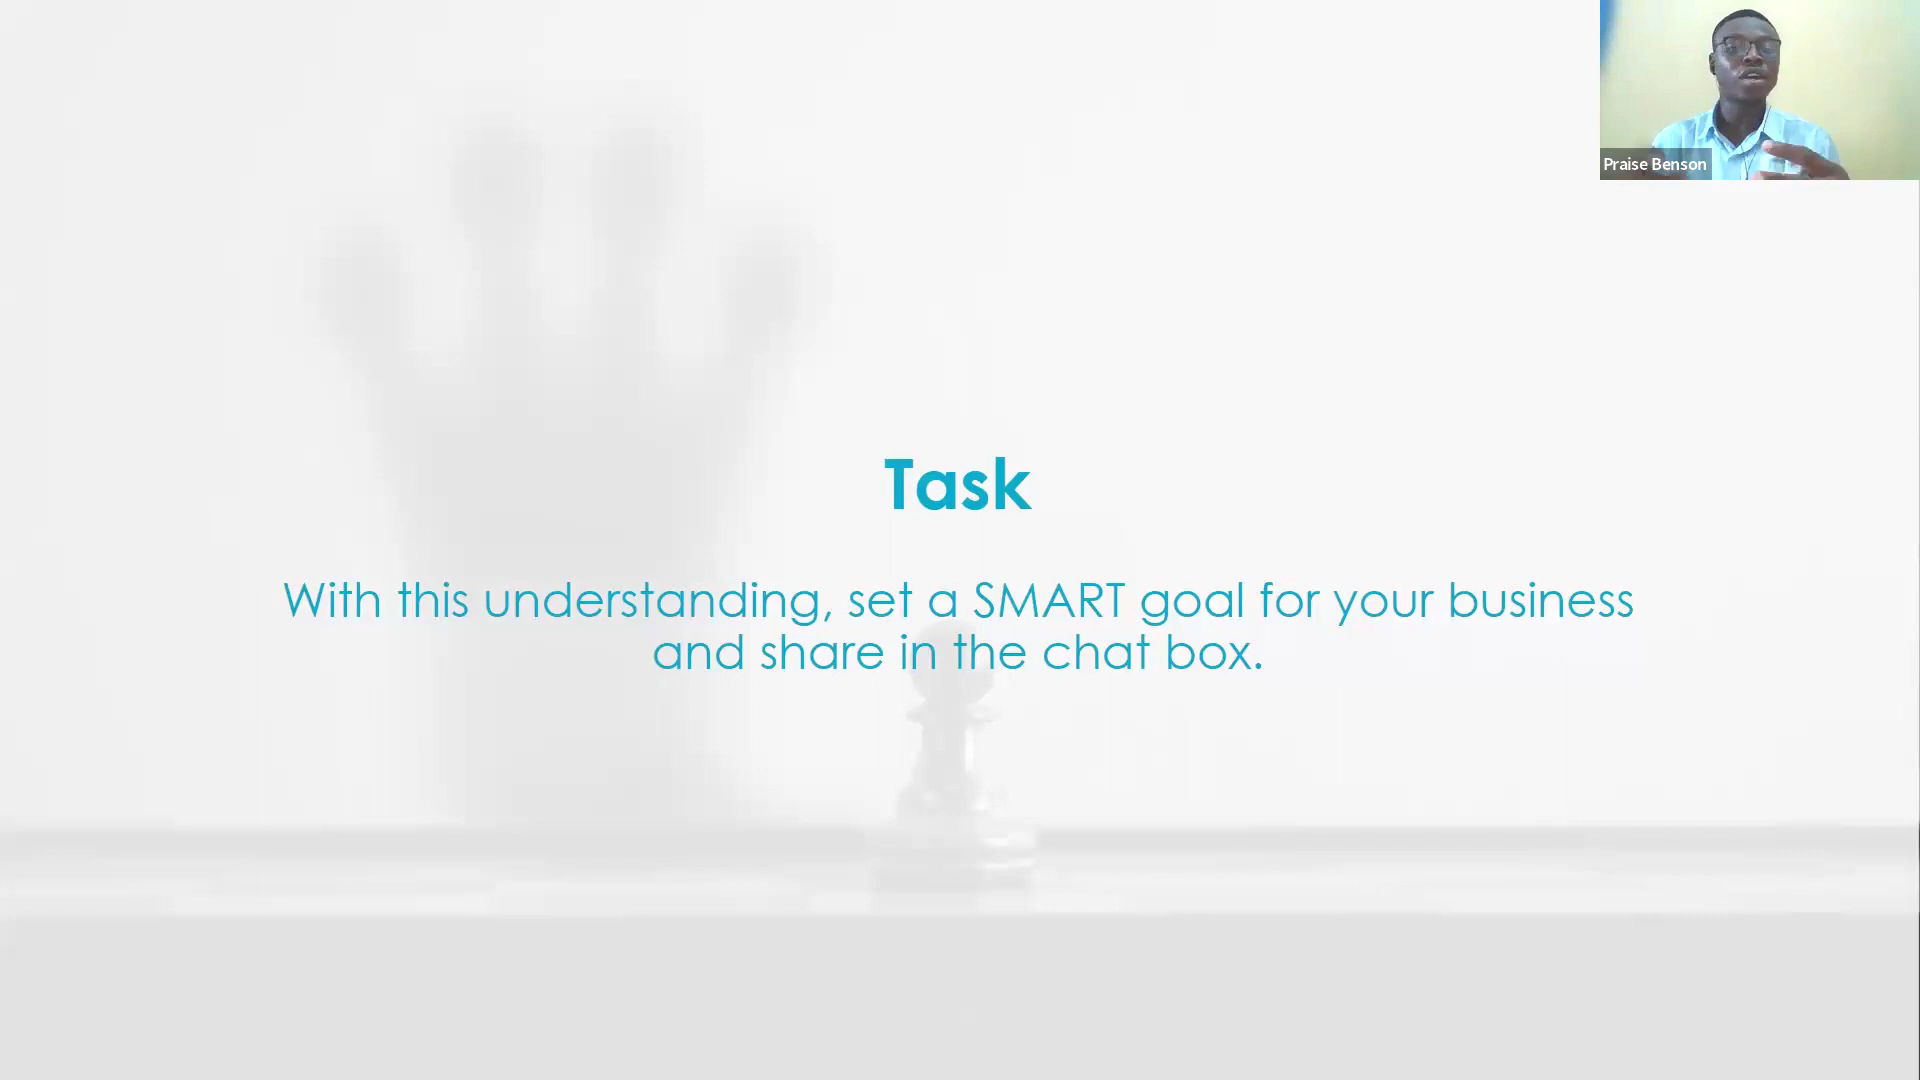 Praise Benson
Task
With this understanding, set a SMART goal for your business
and share in the chat box.